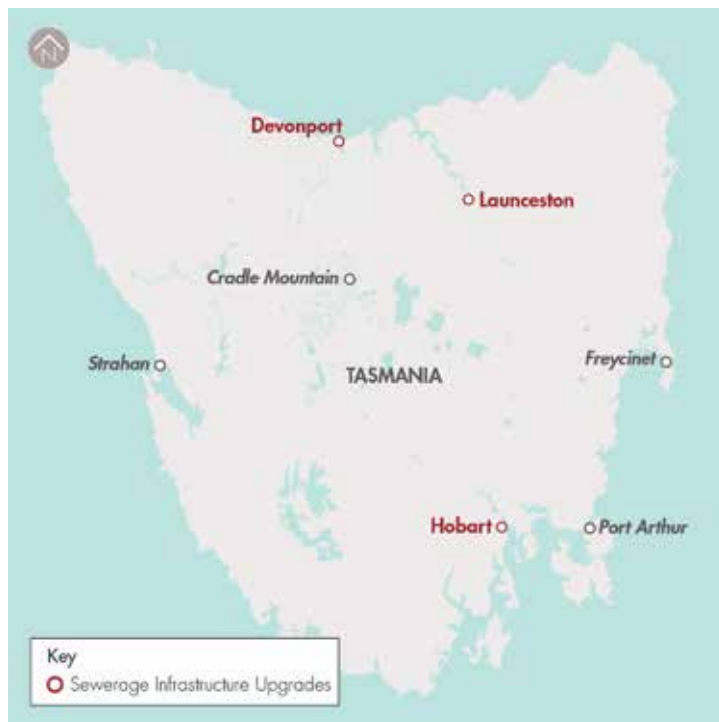 N
Devonport
Launceston
Cradle Mountain
Strahan
TASMANIA
Freycinet
Hobart
Port Arthur
Key
Sewerage Infrastructure Upgrades